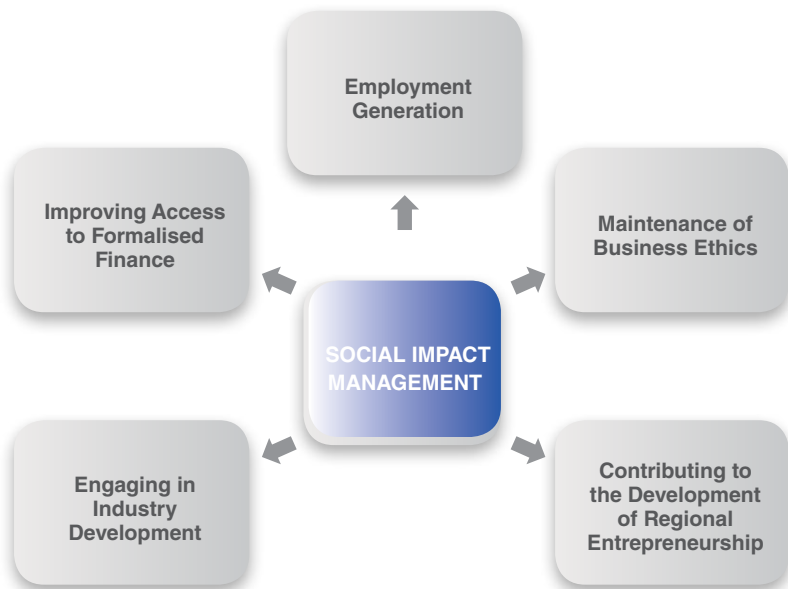 Employment
Generation
Improving Access
to Formalised
Finance
Maintenance of
Business Ethics
SOCIAL IMPACT
MANAGEMENT
Engaging in
Industry
Development
Contributing to
the Development
of Regional
Entrepreneurship